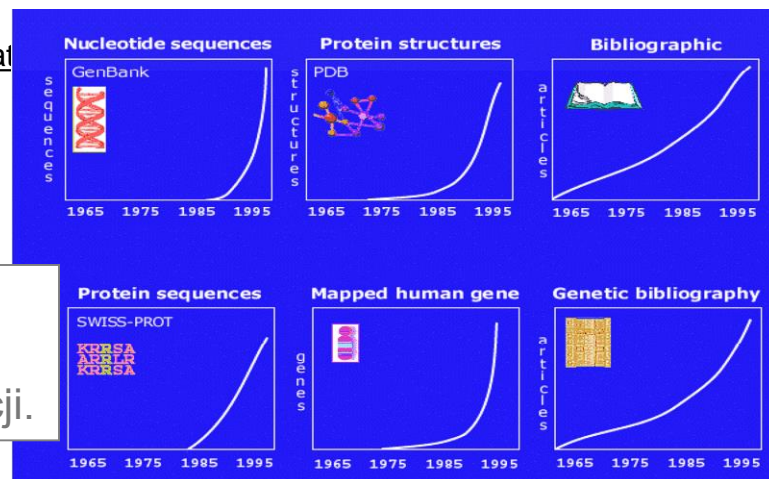 at
Nucleotide sequences
GenBank
sequences
1965 1975 1985 1995
Protein structures
PDB
structures
1965 1975 1985 1995
Bibliographic
articles
1965 1975 1985 1995
ji.
Protein sequences
SWISS-PROT
KRRSA
ARRLR
KRRSA
1965 1975 1985 1995
Mapped human gene
genes
1965 1975 1985 1995
Genetic bibliography
articles
1965 1975 1985 1995